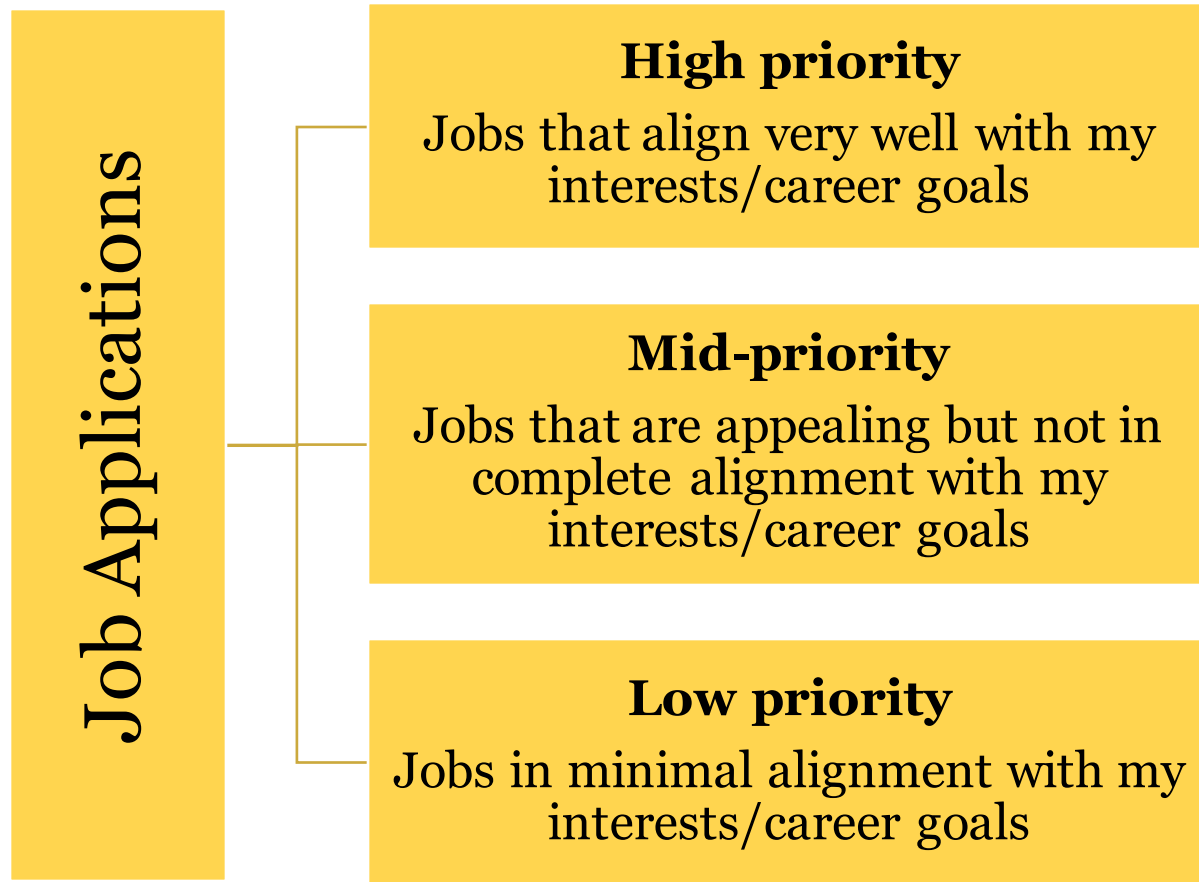 Job Applications
High priority
Jobs that align very well with my
interests/career goals
Mid-priority
Jobs that are appealing but not in
complete alignment with my
interests/career goals
Low priority
Jobs in minimal alignment with my
interests/career goals